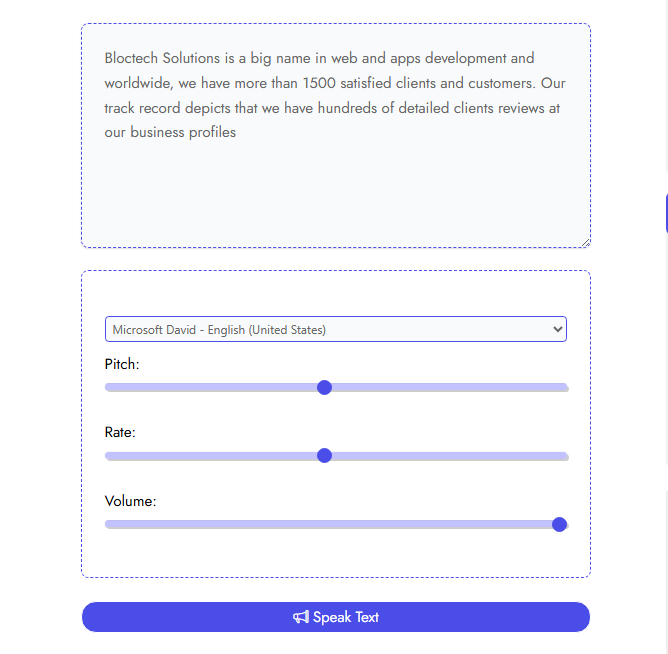 Bloctech Solutions is a big name in web and apps development and
worldwide, we have more than 1500 satisfied clients and customers. Our
track record depicts that we have hundreds of detailed clients reviews at
our business profiles
Microsoft David - English (United States)
Pitch:
Rate:
Volume:
Speak Text